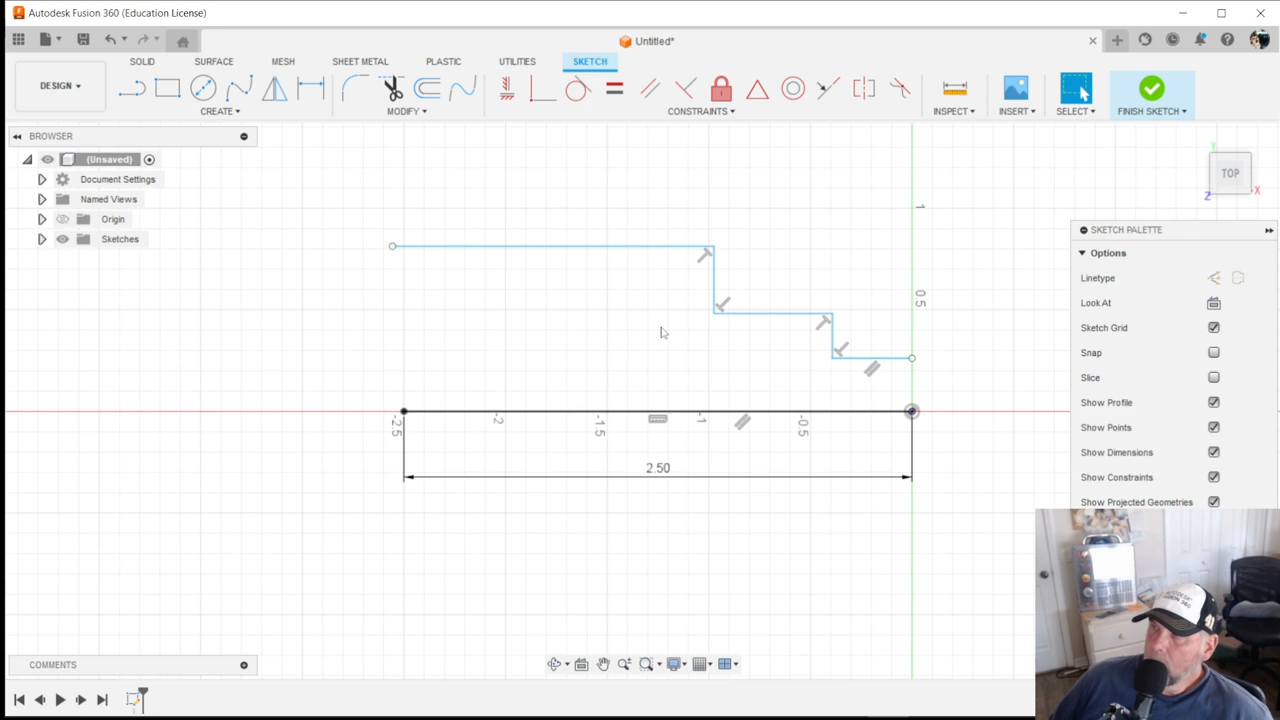 Autodesk Fusion 360 (Education License)
Untitled*
DESIGN
SOLID
SURFACE
MESH
SHEET METAL
PLASTIC
UTILITIES
SKETCH
CREATE
MODIFY
CONSTRAINTS
INSPECT
INSERT
SELECT
FINISH SKETCH
BROWSER
(Unsaved)
Document Settings
Named Views
Origin
Sketches
TOP
Y
X
Z
1
0.5
-2.5
-2
-1.5
-1
-0.5
2.50
SKETCH PALETTE
Options
Linetype
Look At
Sketch Grid
Snap
Slice
Show Profile
Show Points
Show Dimensions
Show Constraints
Show Projected Geometries
COMMENTS
AUTODESK
FUSION 360